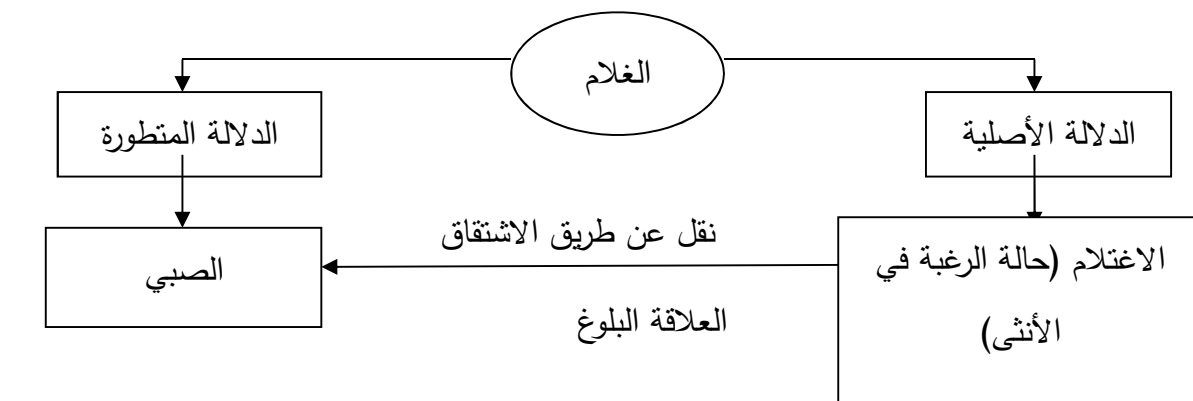 الغلام
الدلالة الأصلية
الدلالة المتطورة
نقل عن طريق الاشتقاق
الاغتلام (حالة الرغبة في
الأنثى)
الصبي
العلاقة البلوغ